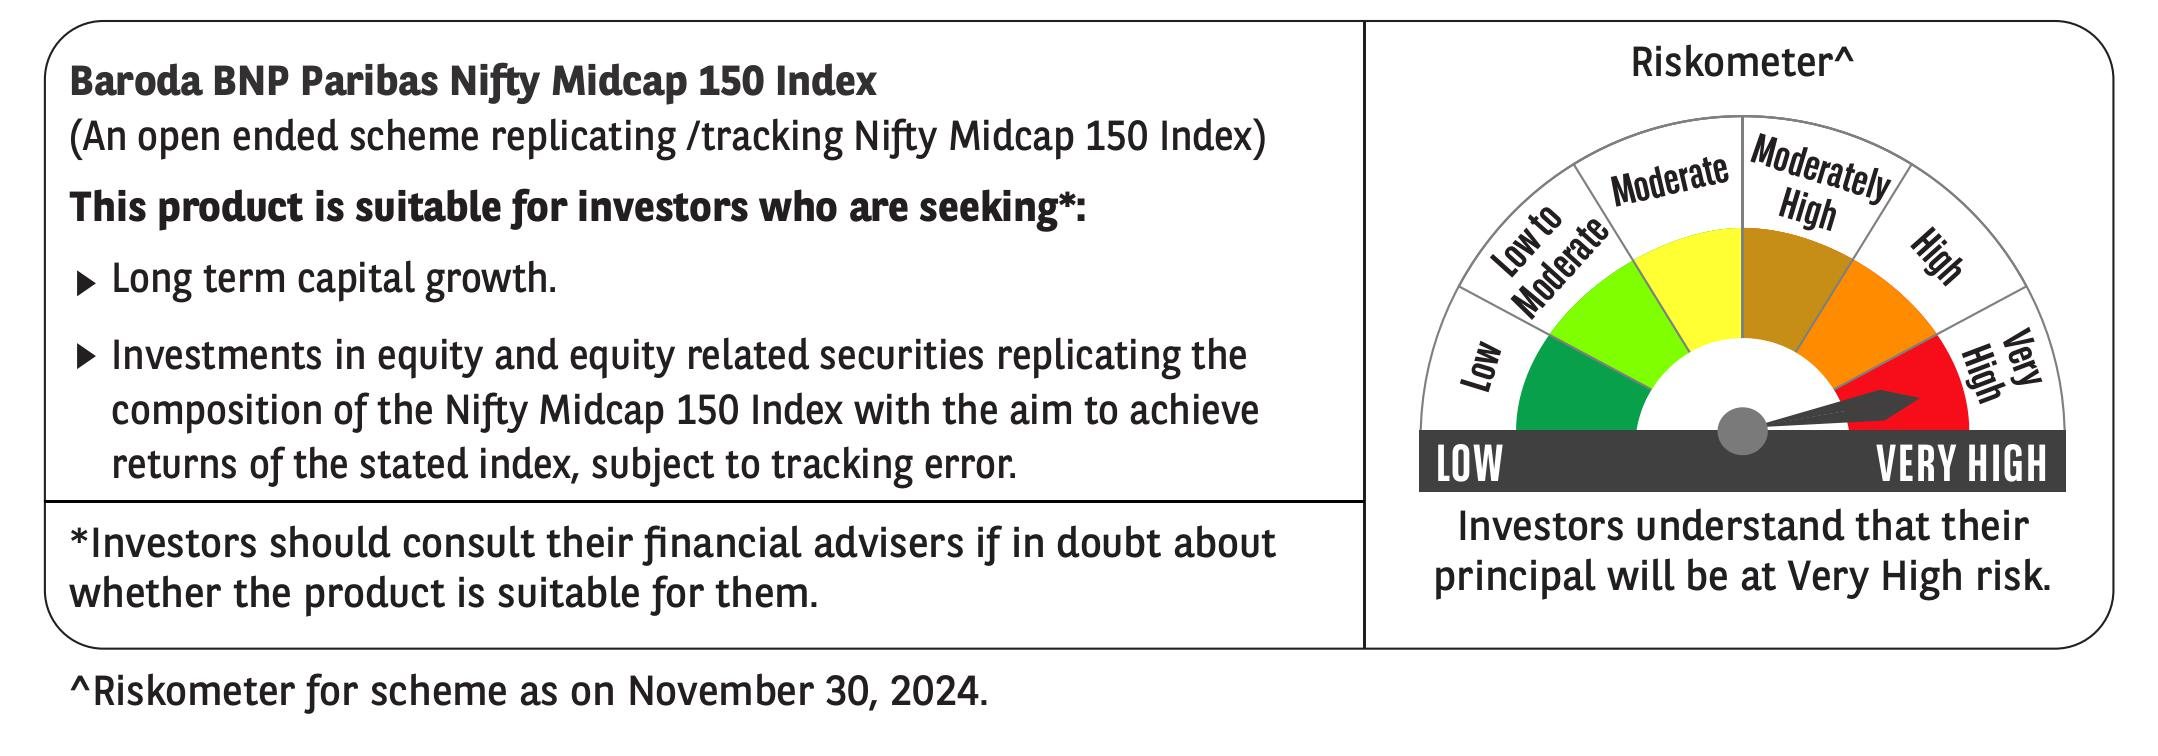 Baroda BNP Paribas Nifty Midcap 150 Index
(An open ended scheme replicating /tracking Nifty Midcap 150 Index)
This product is suitable for investors who are seeking*:
Long term capital growth.
Investments in equity and equity related securities replicating the
composition of the Nifty Midcap 150 Index with the aim to achieve
returns of the stated index, subject to tracking error.
*Investors should consult their financial advisers if in doubt about
whether the product is suitable for them.
Riskometer^
Low
Low to
Moderate
Moderate
Moderately
High
High
Very
High
LOW
VERY HIGH
Investors understand that their
principal will be at Very High risk.
^Riskometer for scheme as on November 30, 2024.